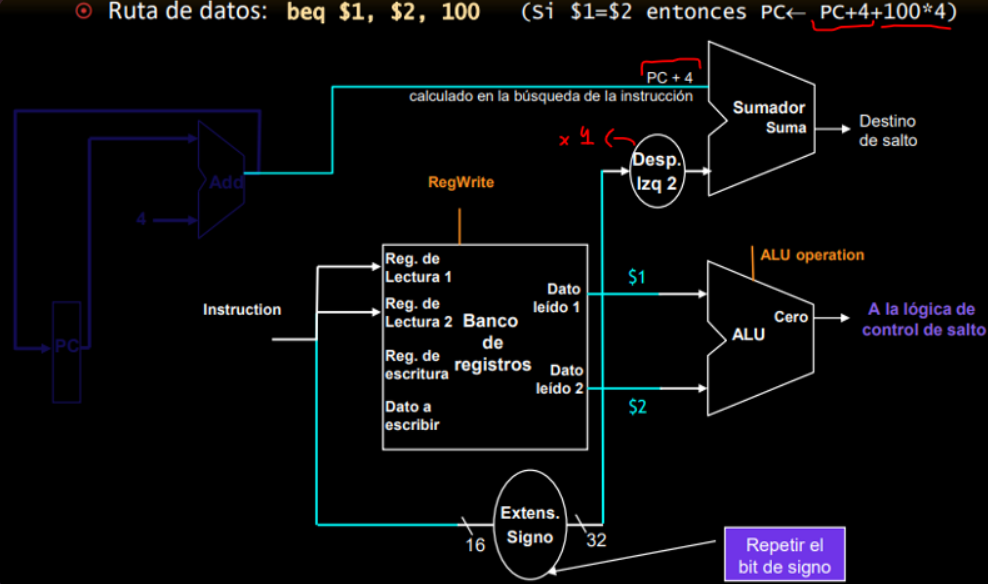 Ruta de datos: beq $1, $2, 100 (Si $1=$2 entonces PC← PC+4+100*4)
PC + 4
calculado en la búsqueda de la instrucción
Sumador
Suma
Destino
de salto
x 4
Desp.
Izq 2
Add
4
PC
RegWrite
Instruction
Reg. de
Lectura 1
Reg. de
Lectura 2
Reg. de
escritura
Dato a
escribir
Banco
de
registros
Dato
leído 1
Dato
leído 2
$1
$2
ALU operation
Cero
ALU
A la lógica de
control de salto
Extens.
Signo
16
32
Repetir el
bit de signo